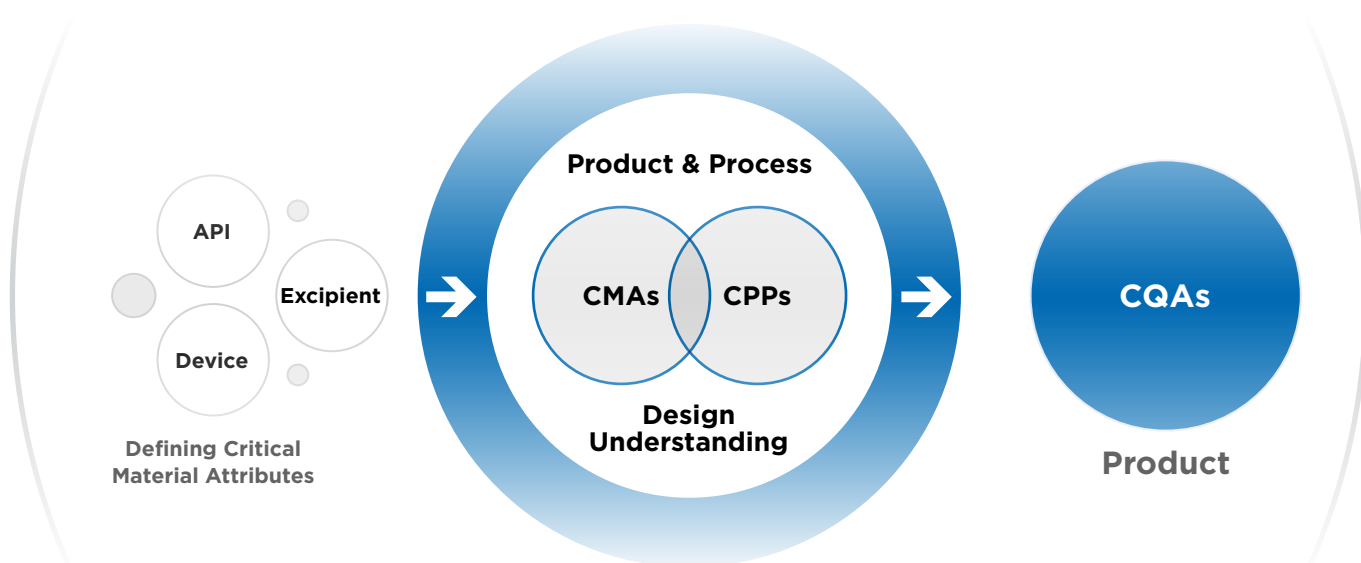 API
Excipient
Device
Defining Critical
Material Attributes
Product & Process
CMAs
CPPs
Design
Understanding
CQAs
Product